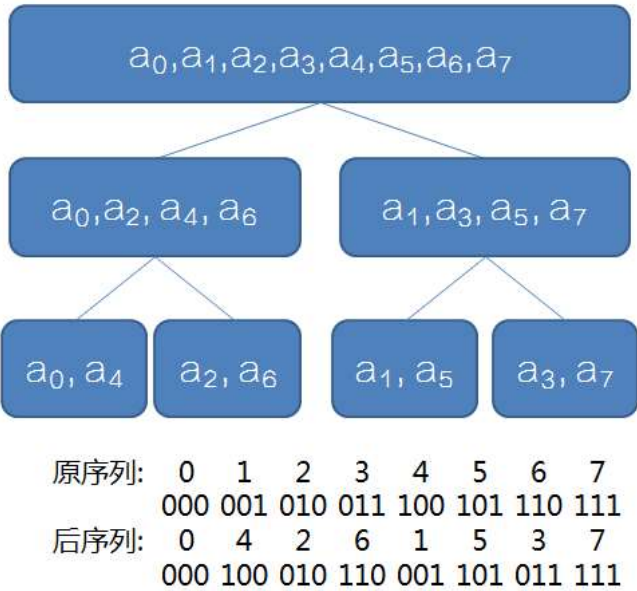 a₀,a₁,a₂,a₃,a₄,a₅,a₆,a₇
a₀,a₂, a₄, a₆
a₁,a₃, a₅, a₇
a₀, a₄
a₂, a₆
a₁, a₅
a₃, a₇
原序列: 0 1 2 3 4 5 6 7
000 001 010 011 100 101 110 111
后序列: 0 4 2 6 1 5 3 7
000 100 010 110 001 101 011 111